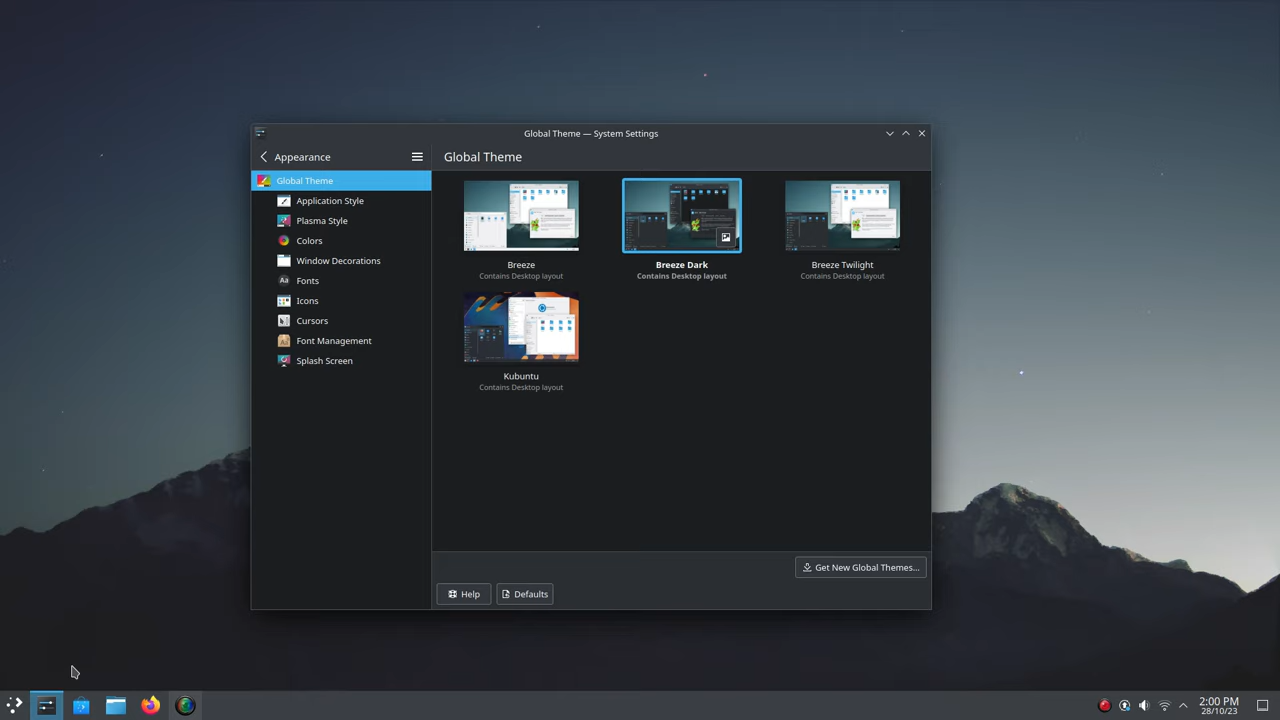 Global Theme — System Settings
Appearance
Global Theme
Global Theme
Application Style
Plasma Style
Colors
Window Decorations
Aa Fonts
Icons
Cursors
Font Management
Splash Screen
Breeze
Contains Desktop layout
Breeze Dark
Contains Desktop layout
Breeze Twilight
Contains Desktop layout
Kubuntu
Contains Desktop layout
Get New Global Themes...
Help
Defaults
2:00 PM
28/10/23